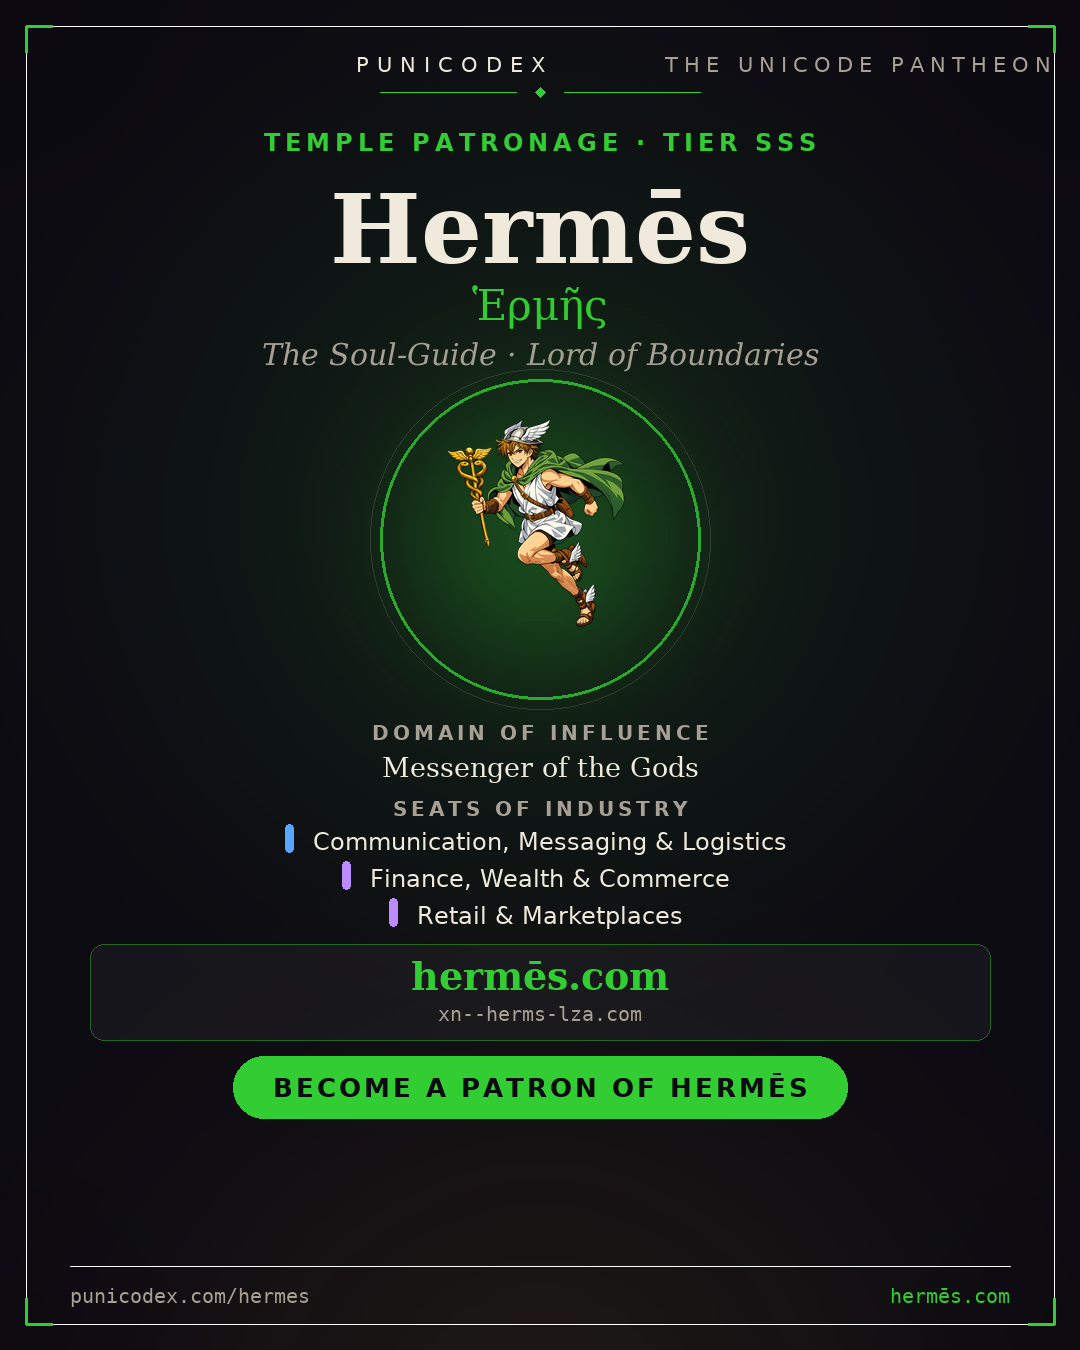 PUNICODEX THE UNICODE PANTHEON
TEMPLE PATRONAGE · TIER SSS
Hermēs
Ἑρμῆς
The Soul-Guide · Lord of Boundaries
DOMAIN OF INFLUENCE
Messenger of the Gods
SEATS OF INDUSTRY
Communication, Messaging & Logistics
Finance, Wealth & Commerce
Retail & Marketplaces
hermēs.com
xn--herms-lza.com
BECOME A PATRON OF HERMĒS
punicodex.com/hermes hermēs.com